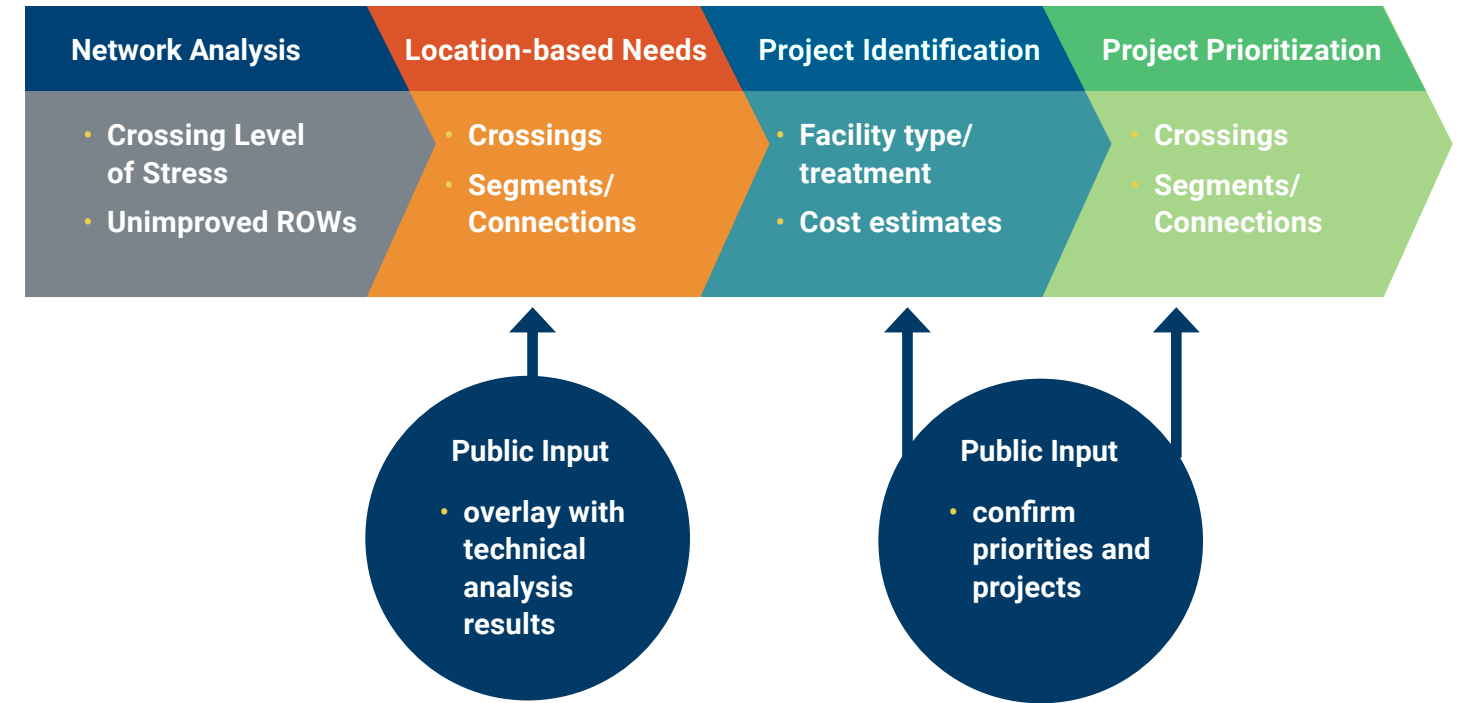 Network Analysis
• Crossing Level
of Stress
• Unimproved ROWs
Location-based Needs
• Crossings
• Segments/
Connections
Project Identification
• Facility type/
treatment
• Cost estimates
Project Prioritization
• Crossings
• Segments/
Connections
Public Input
• overlay with
technical
analysis
results
Public Input
• confirm
priorities and
projects